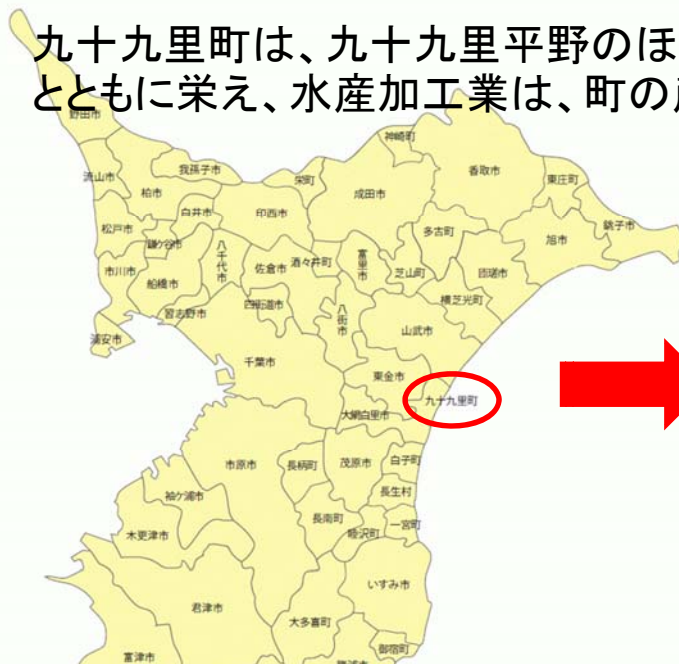 九十九里町は、九十九里平野のほ
とともに栄え、水産加工業は、町の
野田市
神崎町
流山市
我孫子市
栄町
成田市
香取市
東庄町
柏市
白井市
印西市
松戸市
鎌ケ谷市
八千代市
佐倉市
酒々井町
富里市
多古町
旭市
銚子市
市川市
船橋市
芝山町
匝瑳市
習志野市
四街道市
八街市
横芝光町
浦安市
山武市
千葉市
東金市
九十九里町
大網白里市
市原市
長柄町
茂原市
白子町
袖ケ浦市
長生村
長南町
睦沢町
一宮町
木更津市
いすみ市
君津市
大多喜町
御宿町
富津市